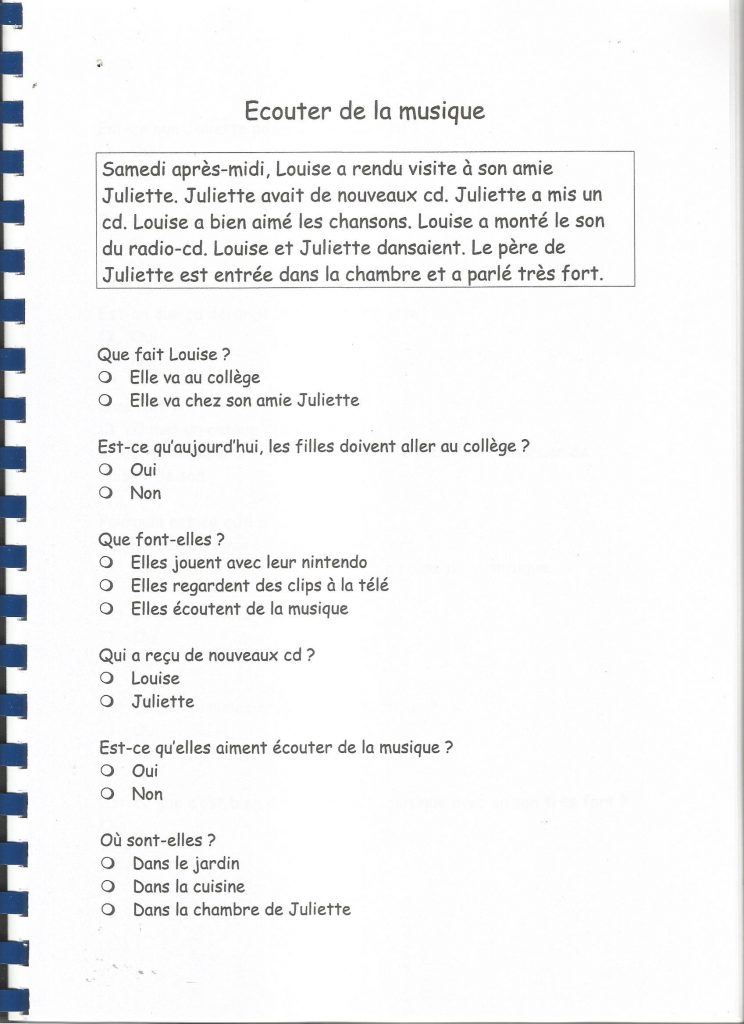 Ecouter de la musique
Samedi après-midi, Louise a rendu visite à son amie
Juliette. Juliette avait de nouveaux cd. Juliette a mis un
cd. Louise a bien aimé les chansons. Louise a monté le son
du radio-cd. Louise et Juliette dansaient. Le père de
Juliette est entrée dans la chambre et a parlé très fort.
Que fait Louise ?
Elle va au collège
Elle va chez son amie Juliette
Est-ce qu'aujourd'hui, les filles doivent aller au collège ?
Oui
Non
Que font-elles ?
Elles jouent avec leur nintendo
Elles regardent des clips à la télé
Elles écoutent de la musique
Qui a reçu de nouveaux cd ?
Louise
Juliette
Est-ce qu'elles aiment écouter de la musique ?
Oui
Non
Où sont-elles ?
Dans le jardin
Dans la cuisine
Dans la chambre de Juliette